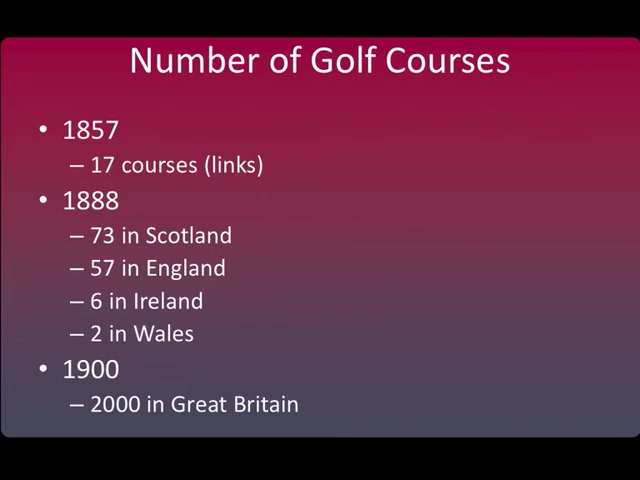 Number of Golf Courses
• 1857
– 17 courses (links)
• 1888
– 73 in Scotland
– 57 in England
– 6 in Ireland
– 2 in Wales
• 1900
– 2000 in Great Britain